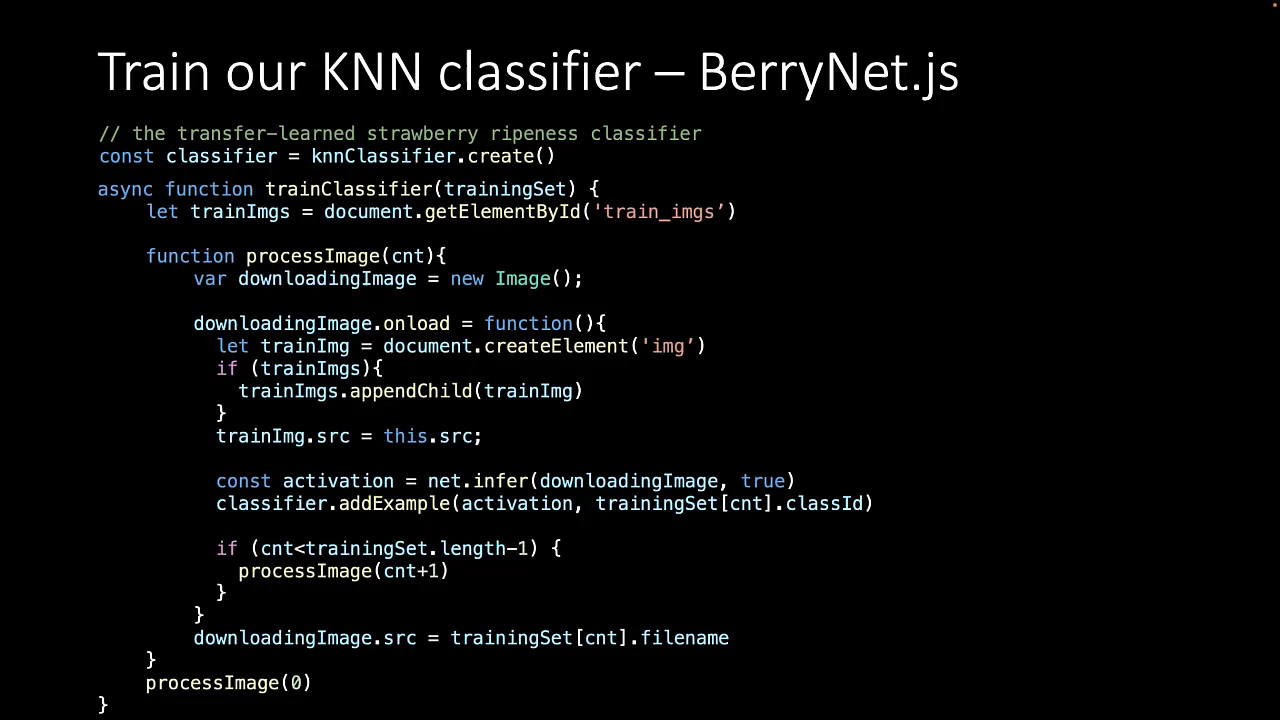 Train our KNN classifier – BerryNet.js
// the transfer-learned strawberry ripeness classifier
const classifier = knnClassifier.create()
async function trainClassifier(trainingSet) {
let trainImgs = document.getElementById('train_imgs’)
function processImage(cnt){
var downloadingImage = new Image();
downloadingImage.onload = function(){
let trainImg = document.createElement('img’)
if (trainImgs){
trainImgs.appendChild(trainImg)
}
trainImg.src = this.src;
const activation = net.infer(downloadingImage, true)
classifier.addExample(activation, trainingSet[cnt].classId)
if (cnt<trainingSet.length-1) {
processImage(cnt+1)
}
}
downloadingImage.src = trainingSet[cnt].filename
}
processImage(0)
}